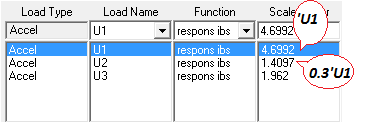 Load Type Load Name Function Scale
'U1
Accel U1 respons ibs 4.6992
Accel U1 respons ibs 4.6992
Accel U2 respons ibs 1.4097
Accel U3 respons ibs 1.962
0.3'U1